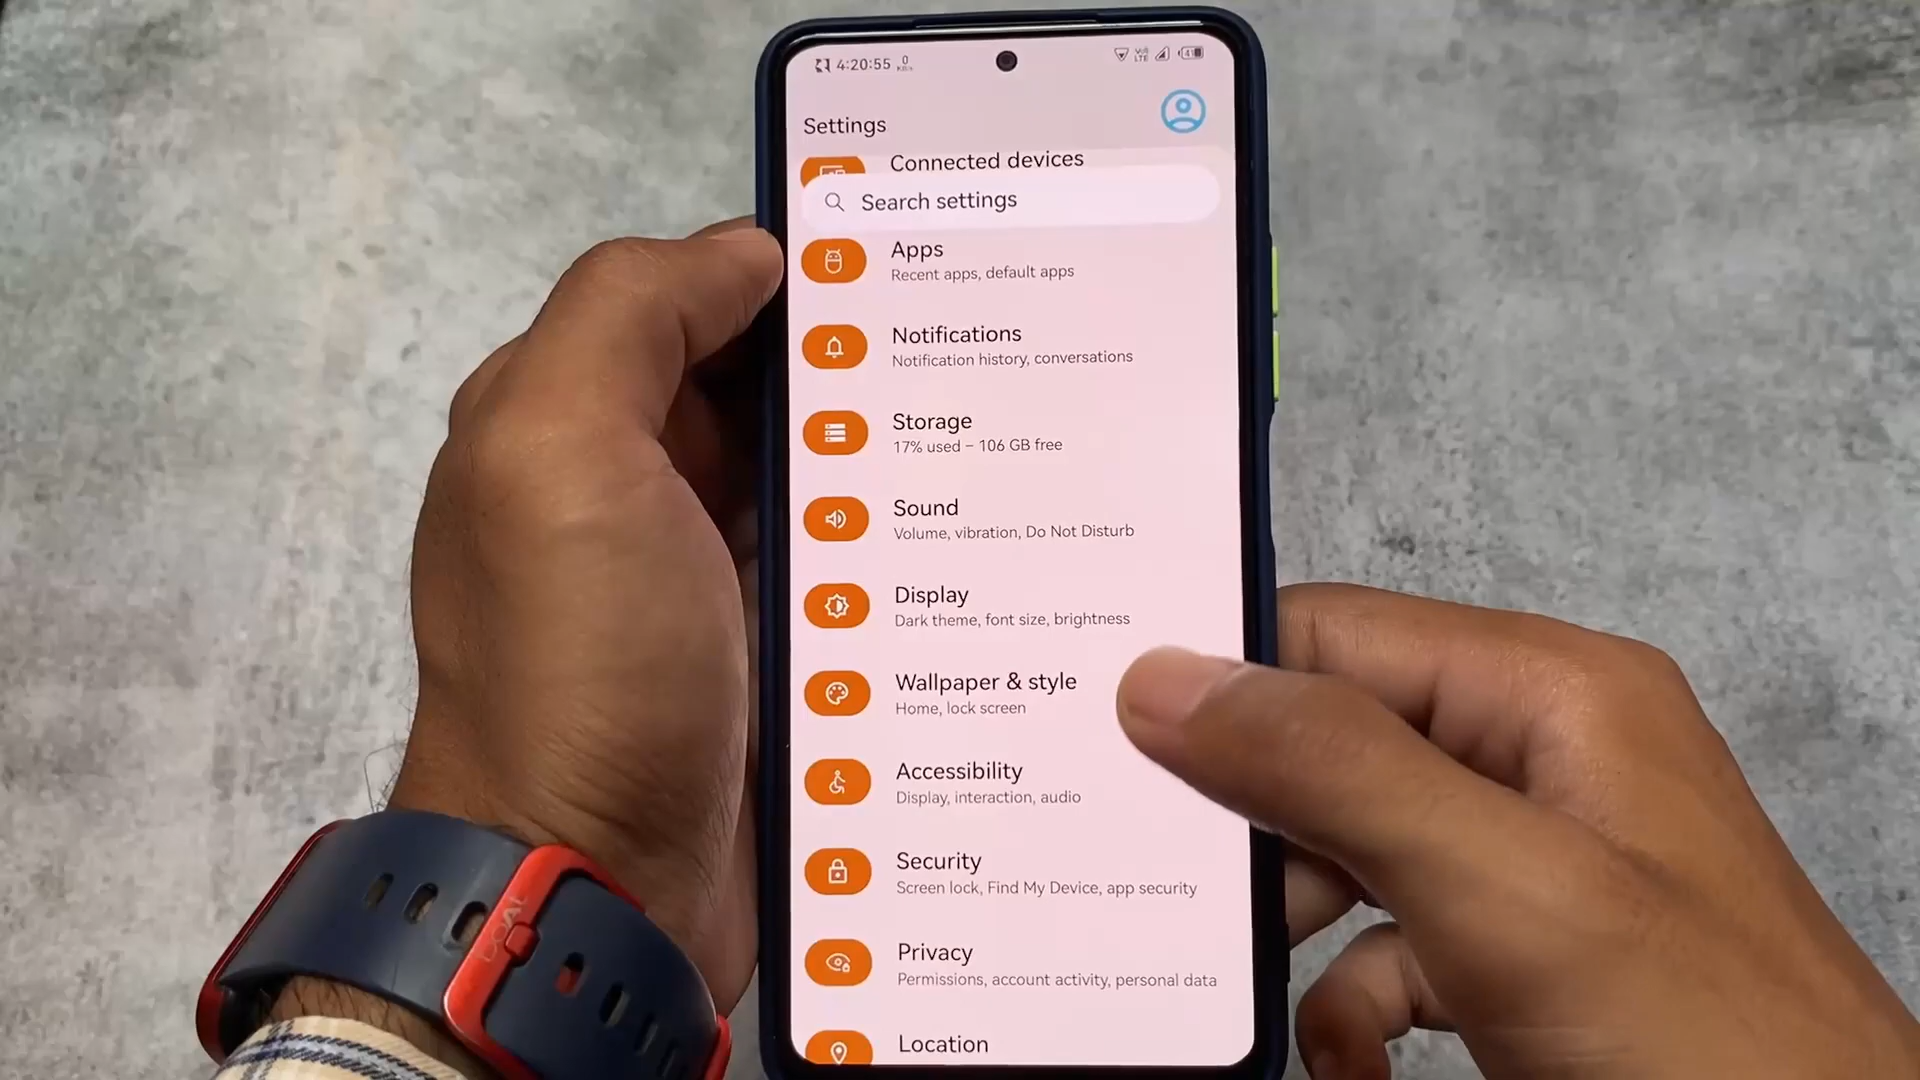 4:20:55 0
Settings
Connected devices
Search settings
Apps
Recent apps, default apps
Notifications
Notification history, conversations
Storage
17% used – 106 GB free
Sound
Volume, vibration, Do Not Disturb
Display
Dark theme, font size, brightness
Wallpaper & style
Home, lock screen
Accessibility
Display, interaction, audio
Security
Screen lock, Find My Device, app security
Privacy
Permissions, account activity, personal data
Location